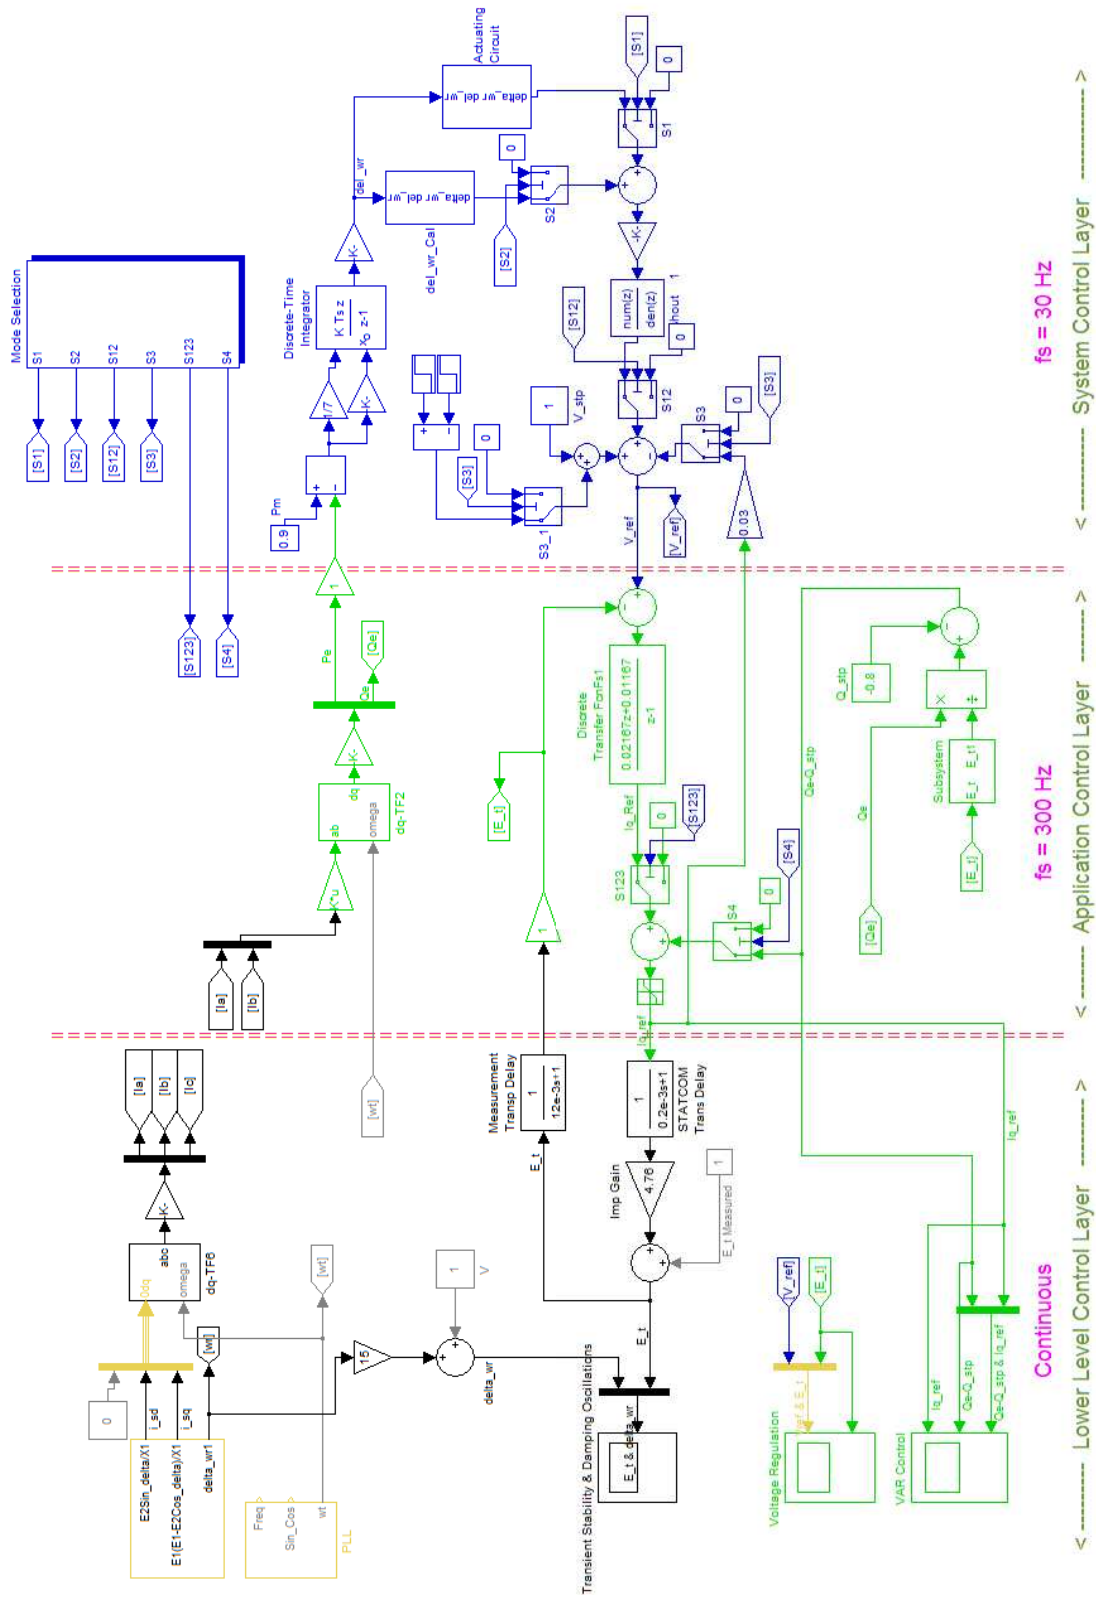 Mode Selection
S1
S2
S12
S3
S123
S4
[S1]
[S2]
[S12]
[S3]
[S123]
[S4]
Actuating
Circuit
delta_wr del_wr
del_wr
delta_wr del_wr
del_wr_Cal
Discrete-Time
Integrator
K Ts z
z-1
xo
-K-
1/7
-K-
0.9
Pm
+
−
0
[S2]
S2
[S1]
0
S1
-K-
num(z)
den(z)
1
[S12]
0
S12
1
V_stp
0
[S3]
S3_1
S3
0
[S3]
0.03
V_ref
[V_ref]
1
Pe
Qe
[Qe]
-K-
dq
ab
omega
dq-TF2
K*u
[Ia]
[Ib]
[wt]
[E_t]
Discrete
Transfer FcnFs1
0.02167z+0.01167
z-1
Iq_Ref
[S123]
0
S123
[S4]
0
S4
1
Q_stp
-0.8
Qe-Q_stp
×
÷
Subsystem
E_t E_t1
[E_t]
Qe
[Qe]
Iq_ref
[Ia]
[Ib]
[Ic]
-K-
abc
0dq
omega
dq-TF6
0
i_sd
i_sq
E2Sin_delta/X1
E1(E1-E2Cos_delta)/X1
delta_wr1
[wt]
[wr]
Freq
Sin_Cos
wt
PLL
15
1
V
delta_wr
Measurement
Transp Delay
1
12e-3s+1
E_t
1
0.2e-3s+1
STATCOM
Trans Delay
Imp Gain
4.76
1
E_t Measured
E_t
Transient Stability & Damping Oscillations
E_t & delta_wr
[V_ref]
[E_t]
Voltage Regulation
Iq_ref
Iq_ref
Qe-Q_stp
Qe-Q_stp & Iq_ref
VAR Control
Continuous
fs = 300 Hz
fs = 30 Hz
< -------- Lower Level Control Layer ------- >
< ------ Application Control Layer ------ >
< ----------- System Control Layer ----------- >